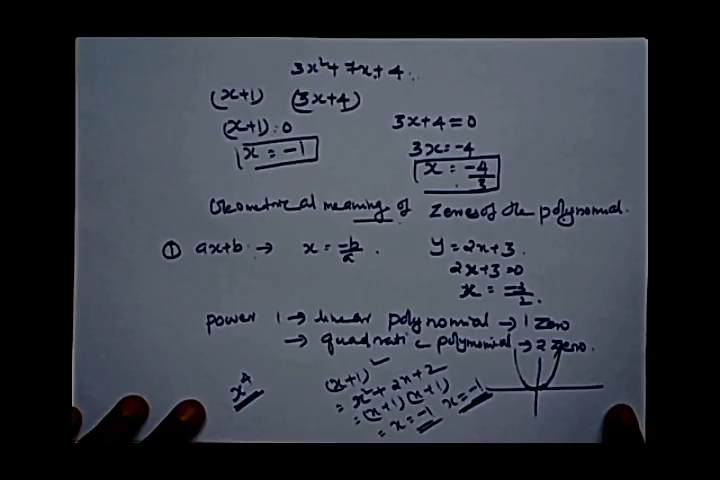 3x²+7x+4.
(x+1) (3x+4)
(x+1)=0 3x+4=0
x=-1 3x=-4
x=-4/3
Geometrical meaning of Zeroes of the polynomial.
① ax+b → x=-b/a. y=2x+3.
2x+3=0
x=-3/2.
power 1 → linear polynomial → 1 zero
→ quadratic polynomial → 2 zero.
x⁴ (x+1)²
=x²+2x+2
=(x+1)(x+1)
=x=-1 x=-1